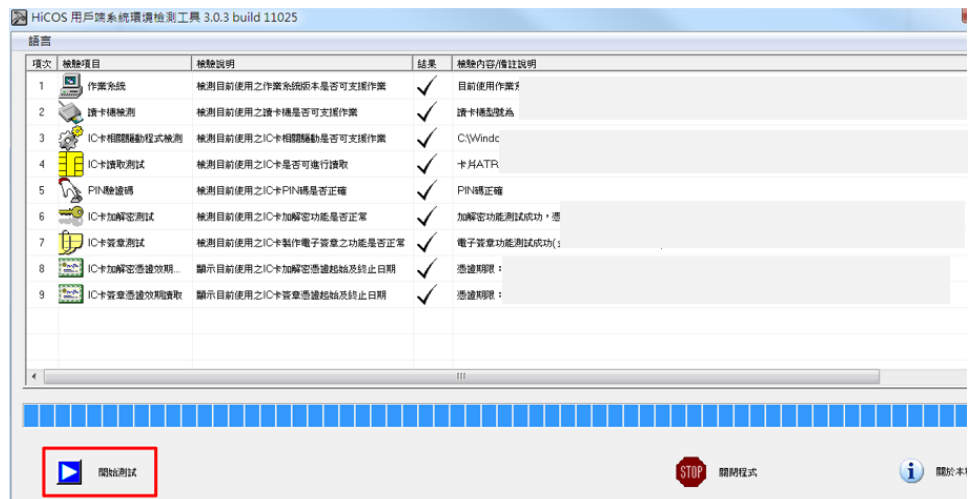 HiCOS 用戶端系統環境檢測工具 3.0.3 build 11025
語言
項次 檢驗項目 檢驗說明 結果 檢驗內容/備註說明
1 作業系統 檢測目前使用之作業系統版本是否可支援作業 目前使用作業
2 讀卡機檢測 檢測目前使用之讀卡機是否可支援作業 讀卡機型號為
3 IC卡相關驅動程式檢測 檢測目前使用之IC卡相關驅動是否可支援作業 C:\Windo
4 IC卡讀取測試 檢測目前使用之IC卡是否可進行讀取 卡片ATR
5 PIN驗證碼 檢測目前使用之IC卡PIN碼是否正確 PIN碼正確
6 IC卡加解密測試 檢測目前使用之IC卡加解密功能是否正常 加解密功能測試成功，憑
7 IC卡簽章測試 檢測目前使用之IC卡製作電子簽章之功能是否正常 電子簽章功能測試成功(
8 IC卡加解密憑證效期... 顯示目前使用之IC卡加解密憑證起始及終止日期 憑證期限：
9 IC卡簽章憑證效期讀取 顯示目前使用之IC卡簽章憑證起始及終止日期 憑證期限：
開始測試 STOP 關閉程式 關於本